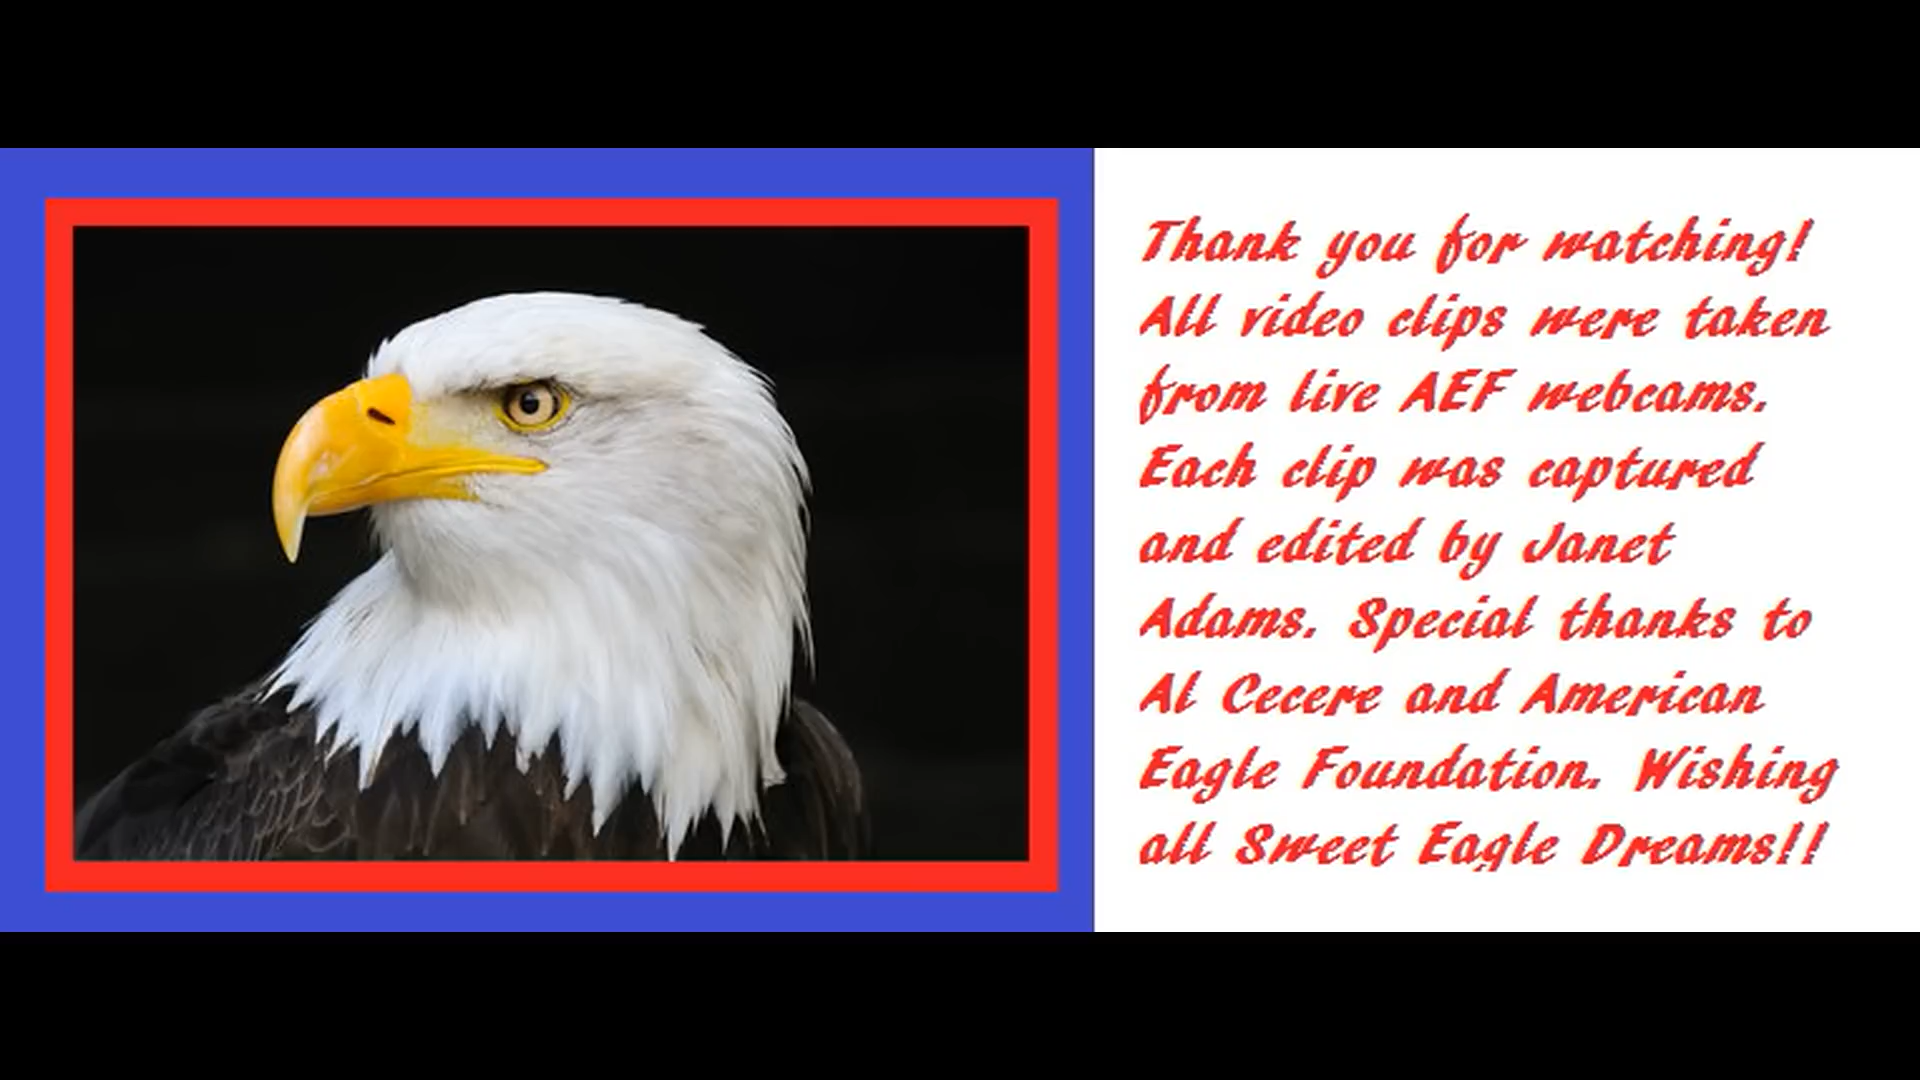 Thank you for watching!
All video clips were taken
from live AEF webcams.
Each clip was captured
and edited by Janet
Adams. Special thanks to
Al Cecere and American
Eagle Foundation. Wishing
all Sweet Eagle Dreams!!